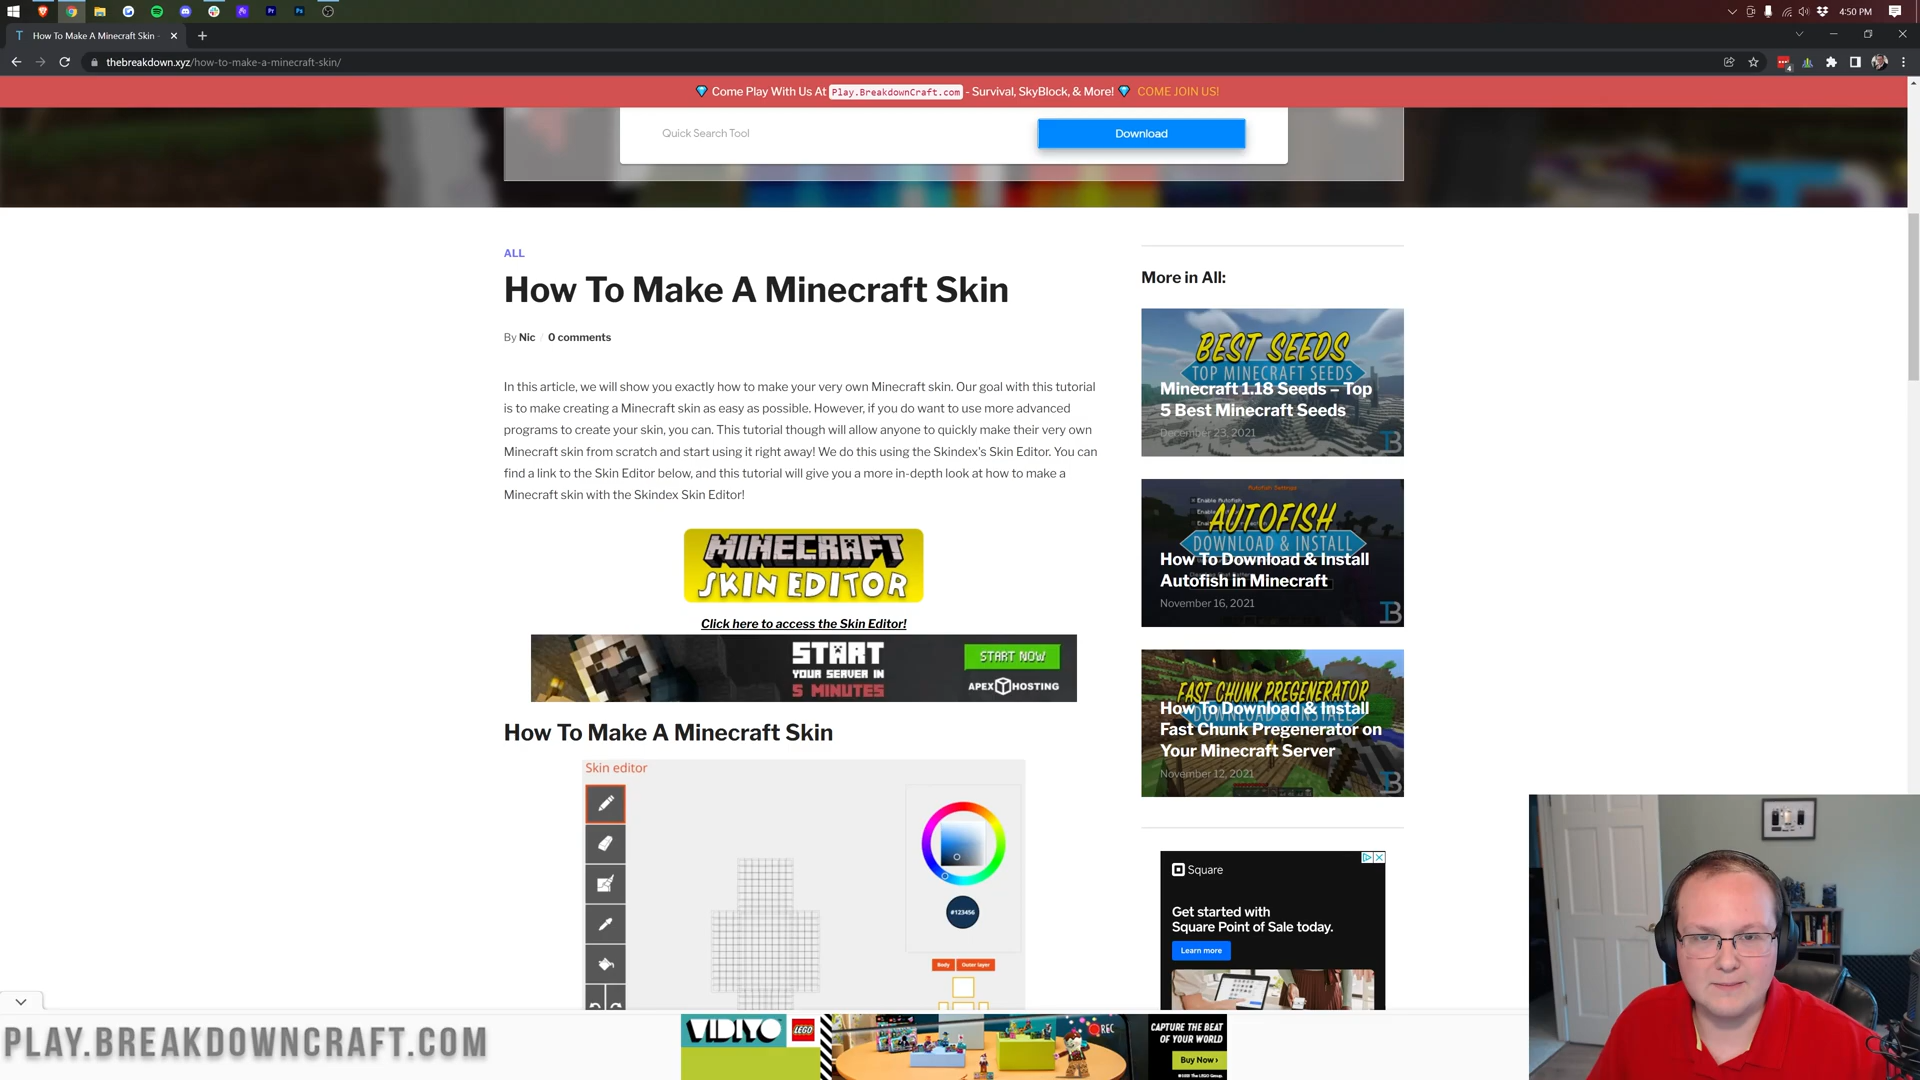 4:50 PM
How To Make A Minecraft Skin -
thebreakdown.xyz/how-to-make-a-minecraft-skin/
4
Come Play With Us At Play.BreakdownCraft.com - Survival, SkyBlock, & More! COME JOIN US!
Quick Search Tool
Download
ALL
How To Make A Minecraft Skin
By Nic / 0 comments
In this article, we will show you exactly how to make your very own Minecraft skin. Our goal with this tutorial
is to make creating a Minecraft skin as easy as possible. However, if you do want to use more advanced
programs to create your skin, you can. This tutorial though will allow anyone to quickly make their very own
Minecraft skin from scratch and start using it right away! We do this using the Skindex's Skin Editor. You can
find a link to the Skin Editor below, and this tutorial will give you a more in-depth look at how to make a
Minecraft skin with the Skindex Skin Editor!
MINECRAFT
SKIN EDITOR
Click here to access the Skin Editor!
START
YOUR SERVER IN
5 MINUTES
START NOW
APEX HOSTING
How To Make A Minecraft Skin
Skin editor
#123456
Body
Outer layer
More in All:
BEST SEEDS
TOP MINECRAFT SEEDS
Minecraft 1.18 Seeds – Top
5 Best Minecraft Seeds
December 23, 2021
Autofish Settings
Enable Autofish
AUTOFISH
DOWNLOAD & INSTALL
How To Download & Install
Autofish in Minecraft
November 16, 2021
FAST CHUNK PREGENERATOR
DOWNLOAD & INSTALL
How To Download & Install
Fast Chunk Pregenerator on
Your Minecraft Server
November 12, 2021
Square
Get started with
Square Point of Sale today.
Learn more
PLAY.BREAKDOWNCRAFT.COM
VIDIYO
LEGO
REC
CAPTURE THE BEAT
OF YOUR WORLD
Buy Now ›